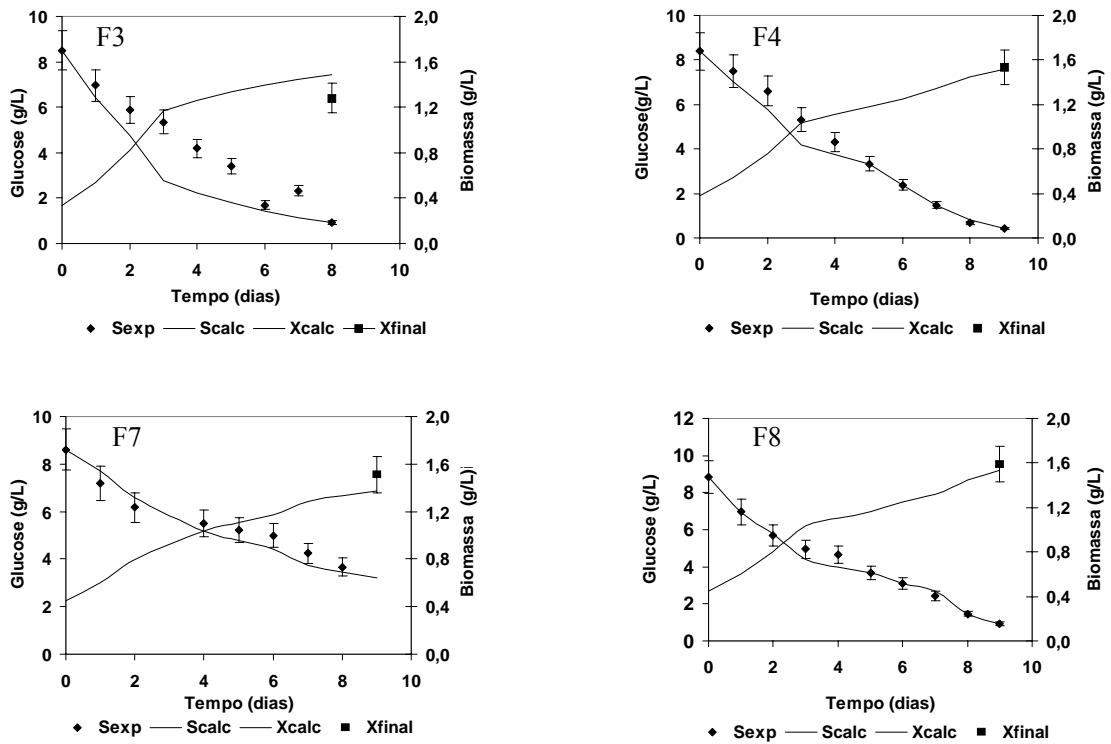 F3
10
8
6
4
2
0
Glucose (g/L)
2,0
1,6
1,2
0,8
0,4
0,0
Biomassa (g/L)
0 2 4 6 8 10
Tempo (dias)
Sexp Scalc Xcalc Xfinal
F4
10
8
6
4
2
0
Glucose(g/L)
2,0
1,6
1,2
0,8
0,4
0,0
Biomassa (g/L)
0 2 4 6 8 10
Tempo (dias)
Sexp Scalc Xcalc Xfinal
F7
10
8
6
4
2
0
Glucose (g/L)
2,0
1,6
1,2
0,8
0,4
0,0
Biomassa (g/L)
0 2 4 6 8 10
Tempo (dias)
Sexp Scalc Xcalc Xfinal
F8
12
10
8
6
4
2
0
Glucose (g/L)
2,0
1,6
1,2
0,8
0,4
0,0
Biomassa (g/L)
0 2 4 6 8 10
Tempo (dias)
Sexp Scalc Xcalc Xfinal